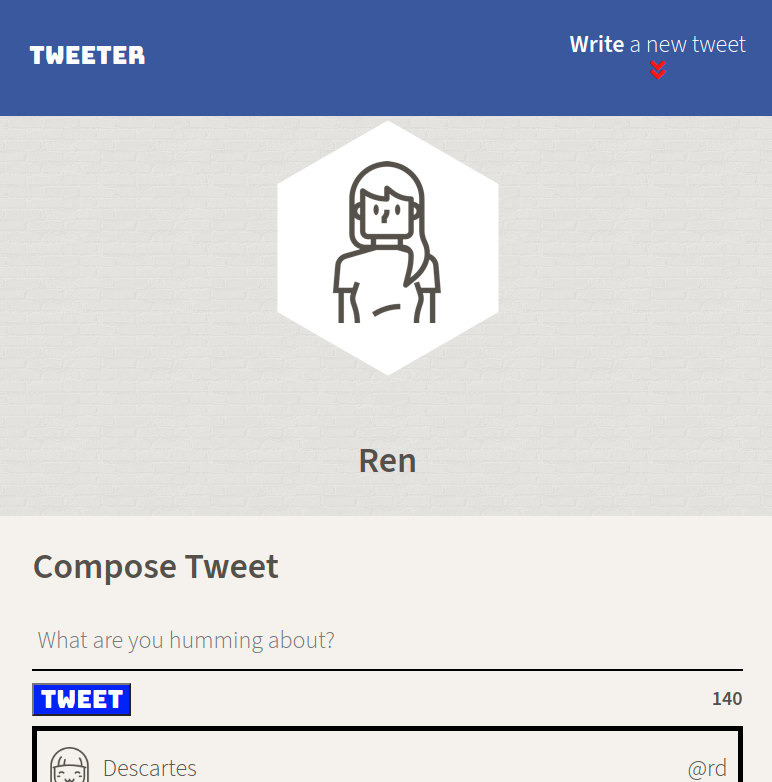 TWEETER
Write a new tweet
Ren
Compose Tweet
What are you humming about?
TWEET
140
Descartes
@rd